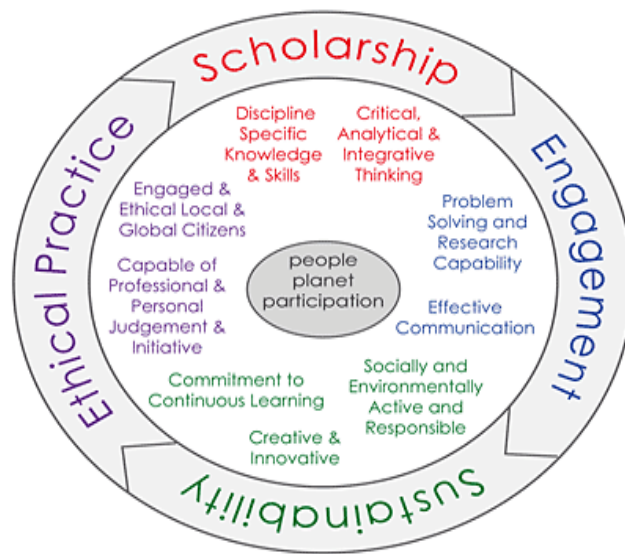 Scholarship
Engagement
Sustainability
Ethical Practice
Discipline
Specific
Knowledge
& Skills
Critical,
Analytical &
Integrative
Thinking
Problem
Solving and
Research
Capability
Effective
Communication
Socially and
Environmentally
Active and
Responsible
Creative &
Innovative
Commitment to
Continuous Learning
Capable of
Professional &
Personal
Judgement &
Initiative
Engaged &
Ethical Local &
Global Citizens
people
planet
participation